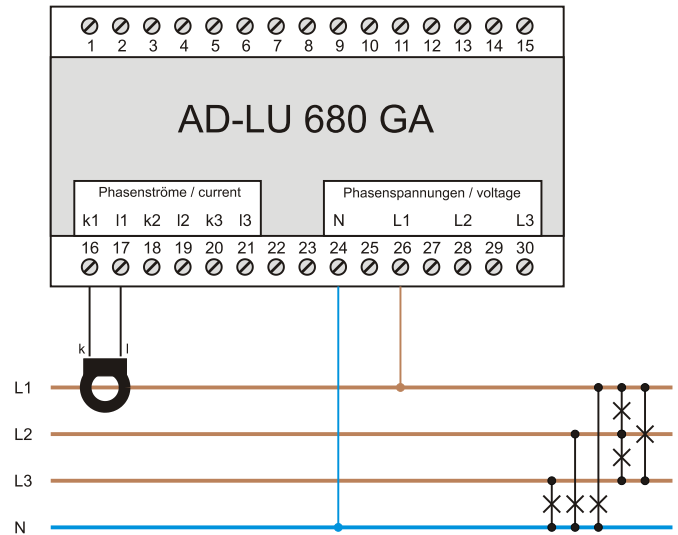 1 2 3 4 5 6 7 8 9 10 11 12 13 14 15
AD-LU 680 GA
Phasenströme / current
Phasenspannungen / voltage
k1 l1 k2 l2 k3 l3
N L1 L2 L3
16 17 18 19 20 21 22 23 24 25 26 27 28 29 30
k l
L1
L2
L3
N